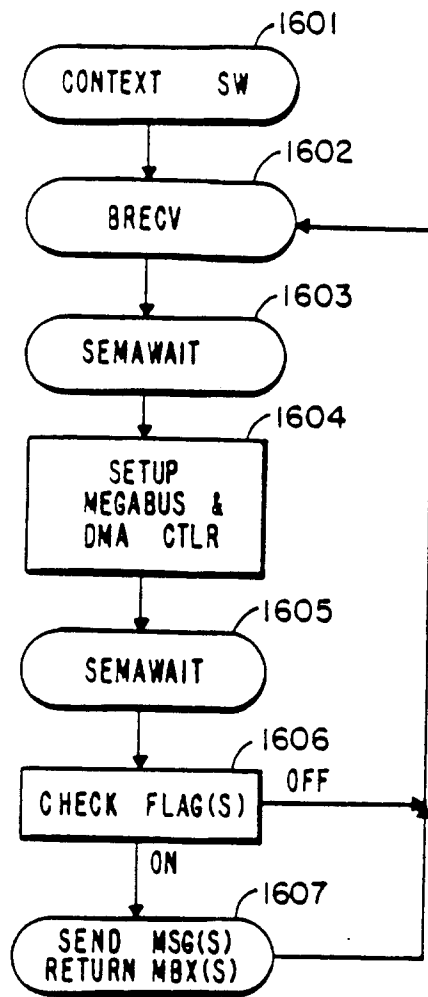 1601
CONTEXT SW
1602
BRECV
1603
SEMAWAIT
1604
SETUP
MEGABUS &
DMA CTLR
1605
SEMAWAIT
1606
CHECK FLAG(S)
OFF
ON
1607
SEND MSG(S)
RETURN MBX(S)